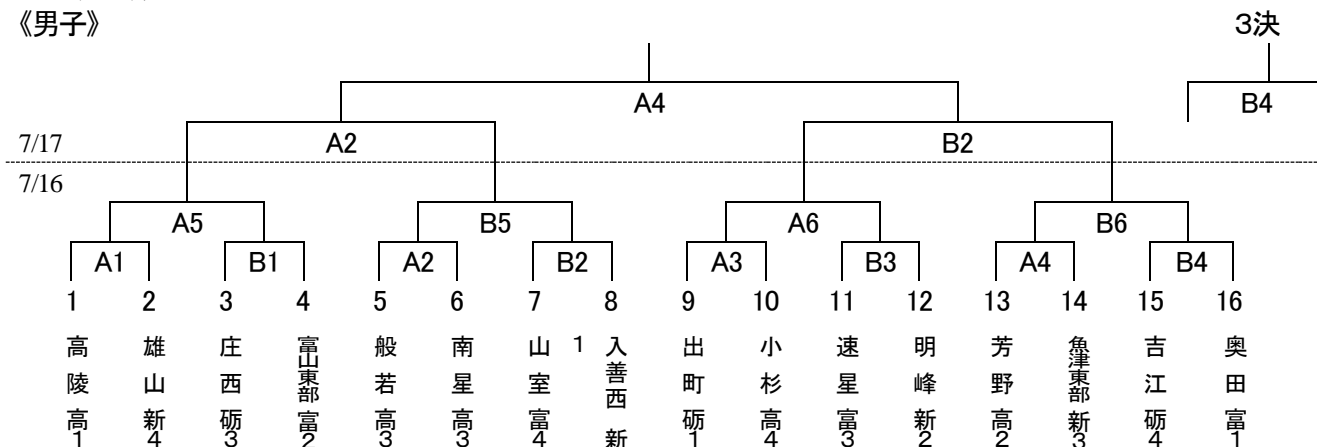 《男子》
3決
A4
B4
7/17
A2
B2
7/16
A5
B5
A6
B6
A1
B1
A2
B2
A3
B3
A4
B4
1 2 3 4 5 6 7 8 9 10 11 12 13 14 15 16
高陵高1
雄山新4
庄西砺3
富山東部富2
般若高3
南星高3
山室富4
入善西新1
出町砺1
小杉高4
速星富3
明峰新2
芳野高2
魚津東部新3
吉江砺4
奥田富1